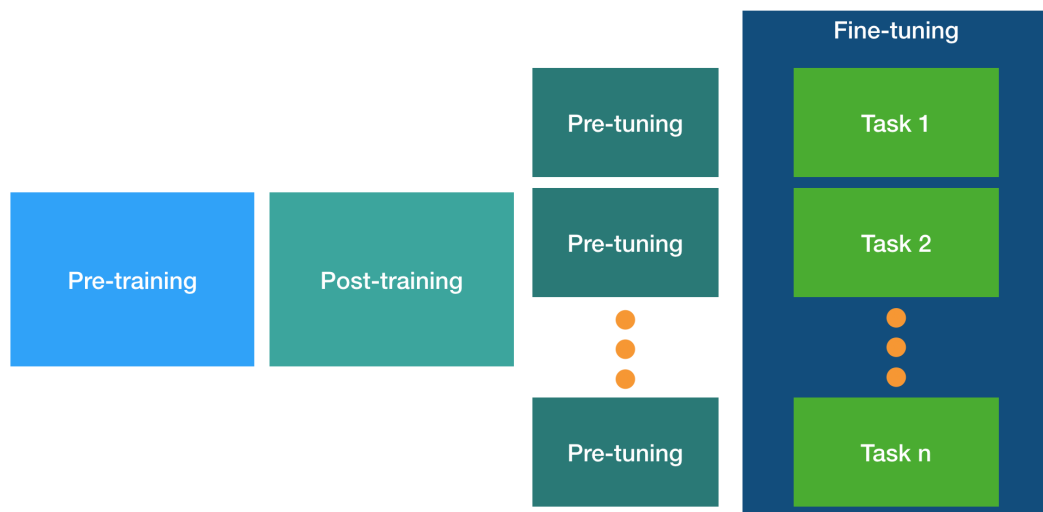 Fine-tuning
Pre-tuning
Task 1
Pre-training
Post-training
Pre-tuning
Task 2
Pre-tuning
Task n